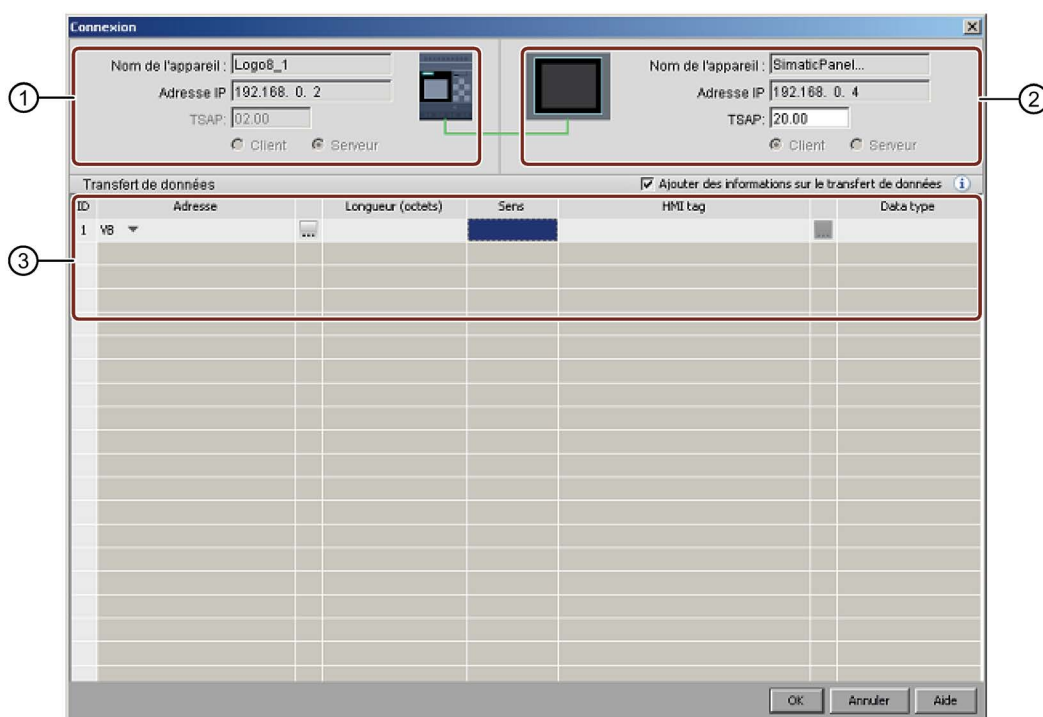 Connexion
Nom de l'appareil : Logo8_1
Adresse IP 192.168. 0. 2
TSAP: 02.00
Client Serveur
Nom de l'appareil : SimaticPanel...
Adresse IP 192.168. 0. 4
TSAP: 20.00
Client Serveur
1
2
Transfert de données
Ajouter des informations sur le transfert de données
ID Adresse ... Longueur (octets) Sens HMI tag Data type
1 VB ... ...
3
OK Annuler Aide